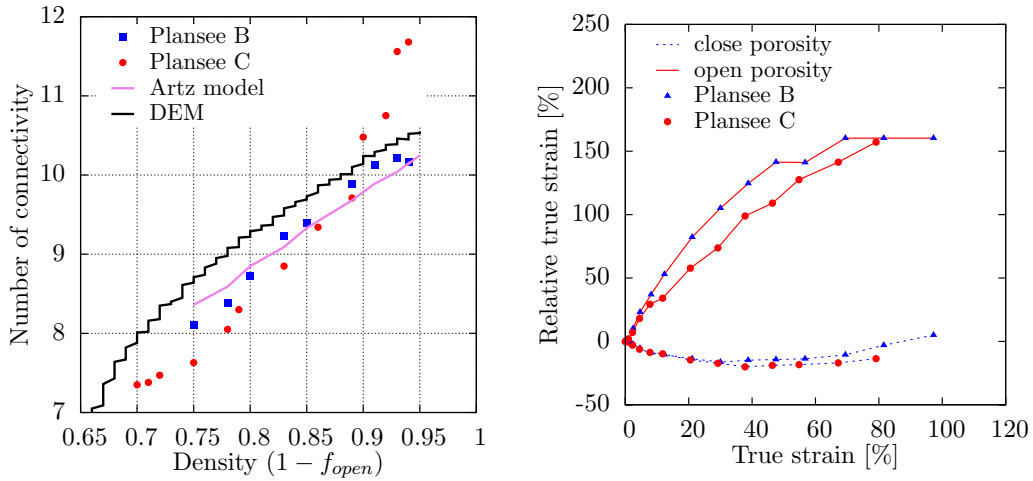 12
11
10
9
8
7
0.65 0.7 0.75 0.8 0.85 0.9 0.95 1
Number of connectivity
Density (1 − f_open)
Plansee B
Plansee C
Artz model
DEM
250
200
150
100
50
0
-50
0 20 40 60 80 100 120
Relative true strain [%]
True strain [%]
close porosity
open porosity
Plansee B
Plansee C